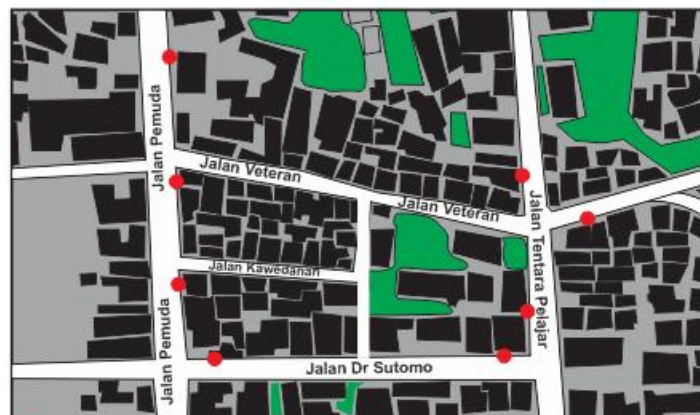 Jalan Pemuda
Jalan Veteran
Jalan Veteran
Jalan Tentara Pelajar
Jalan Kawedanan
Jalan Pemuda
Jalan Dr Sutomo